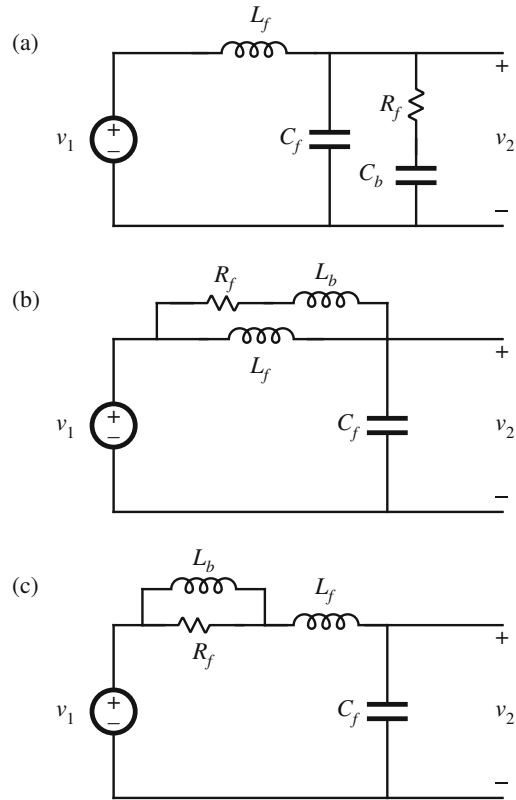 L_f
(a)
+
R_f
v_1
+
−
C_f
v_2
C_b
−
R_f
L_b
(b)
+
L_f
v_1
+
−
C_f
v_2
−
L_b
L_f
(c)
+
R_f
v_1
+
−
C_f
v_2
−